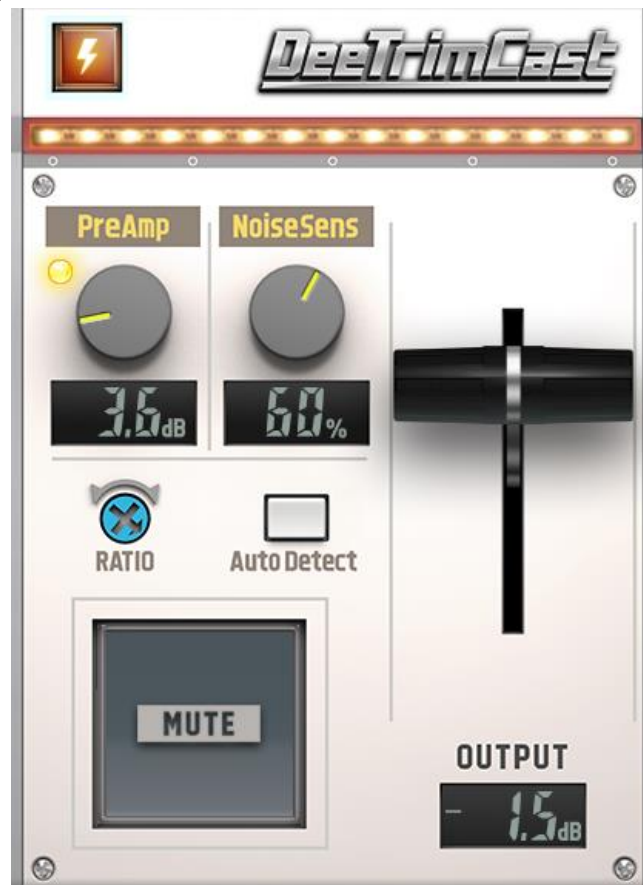 DeeTrimCast
PreAmp
NoiseSens
3.6dB
60%
RATIO
Auto Detect
MUTE
OUTPUT
- 1.5dB